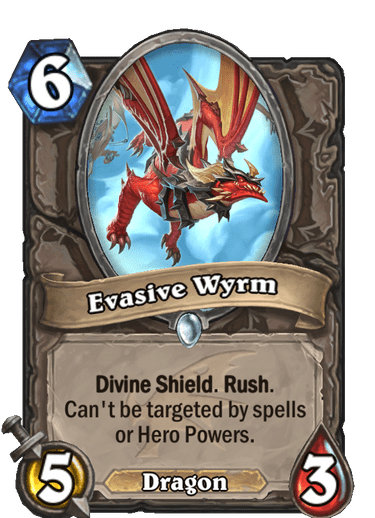 6
Evasive Wyrm
Divine Shield. Rush.
Can't be targeted by spells
or Hero Powers.
5
Dragon
3